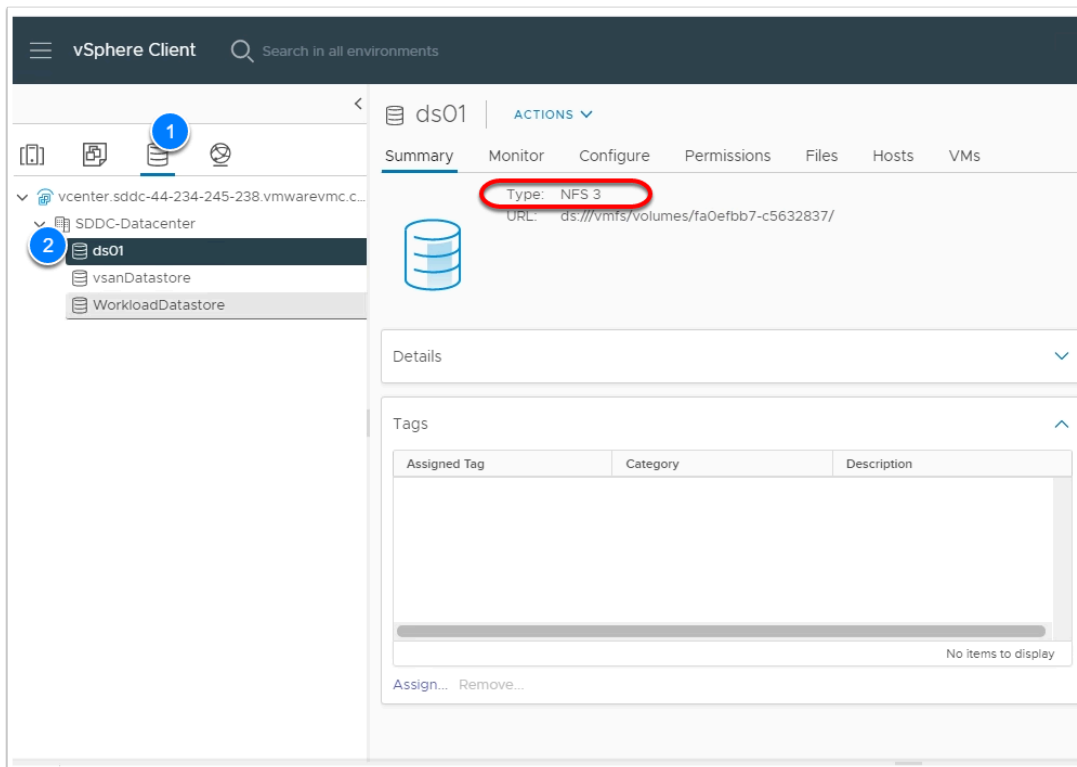 vSphere Client Search in all environments
1
ds01 ACTIONS
Summary Monitor Configure Permissions Files Hosts VMs
vcenter.sddc-44-234-245-238.vmwarevmc.c...
SDDC-Datacenter
2
ds01
vsanDatastore
WorkloadDatastore
Type: NFS 3
URL: ds:///vmfs/volumes/fa0efbb7-c5632837/
Details
Tags
Assigned Tag Category Description
No items to display
Assign... Remove...